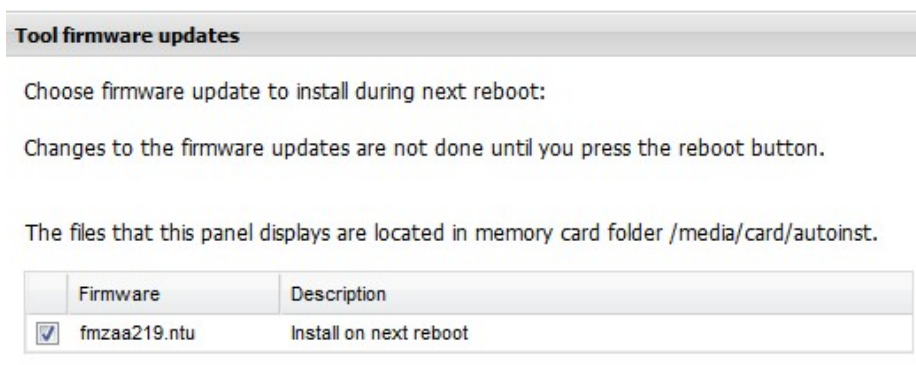 Tool firmware updates
Choose firmware update to install during next reboot:
Changes to the firmware updates are not done until you press the reboot button.
The files that this panel displays are located in memory card folder /media/card/autoinst.
Firmware Description
fmzaa219.ntu Install on next reboot